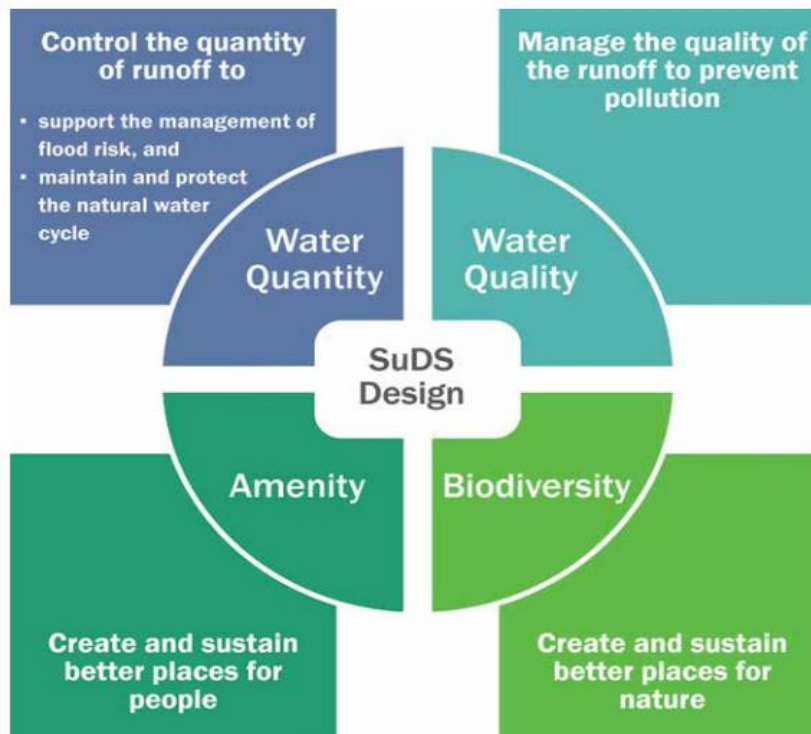 Control the quantity
of runoff to
• support the management of
flood risk, and
• maintain and protect
the natural water
cycle
Manage the quality of
the runoff to prevent
pollution
Water
Quantity
Water
Quality
SuDS
Design
Amenity
Biodiversity
Create and sustain
better places for
people
Create and sustain
better places for
nature